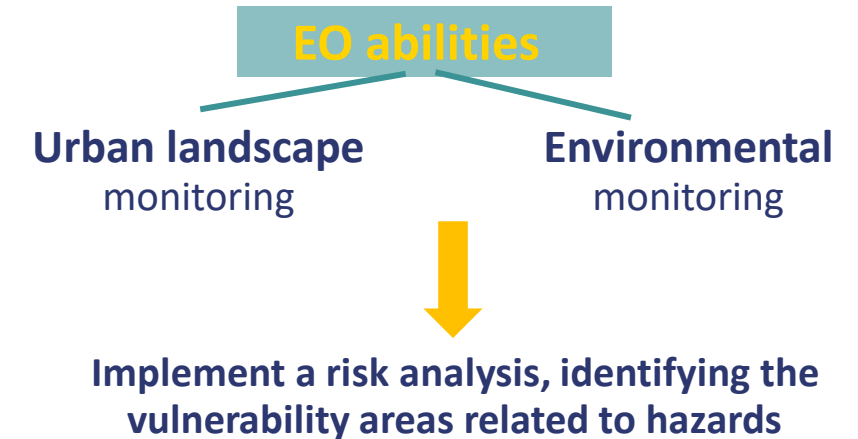 EO abilities
Urban landscape
monitoring
Environmental
monitoring
Implement a risk analysis, identifying the
vulnerability areas related to hazards